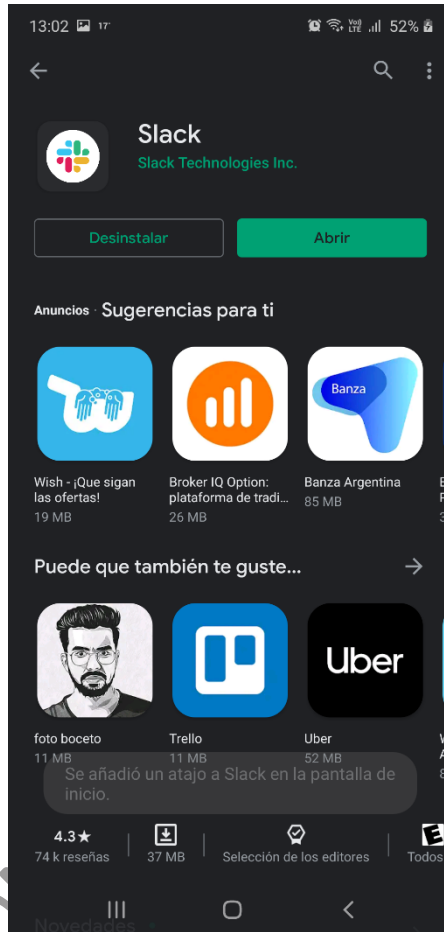 13:02 17°
VoD LTE 52%
Slack
Slack Technologies Inc.
Desinstalar Abrir
Anuncios · Sugerencias para ti
Banza
Wish - ¡Que sigan Broker IQ Option: Banza Argentina
las ofertas! plataforma de tradi... 85 MB
19 MB 26 MB
Puede que también te guste...
Uber
foto boceto Trello Uber
11 MB 11 MB 52 MB
Se añadió un atajo a Slack en la pantalla de
inicio.
4.3★ E
74 k reseñas 37 MB Selección de los editores Todos
Novedades